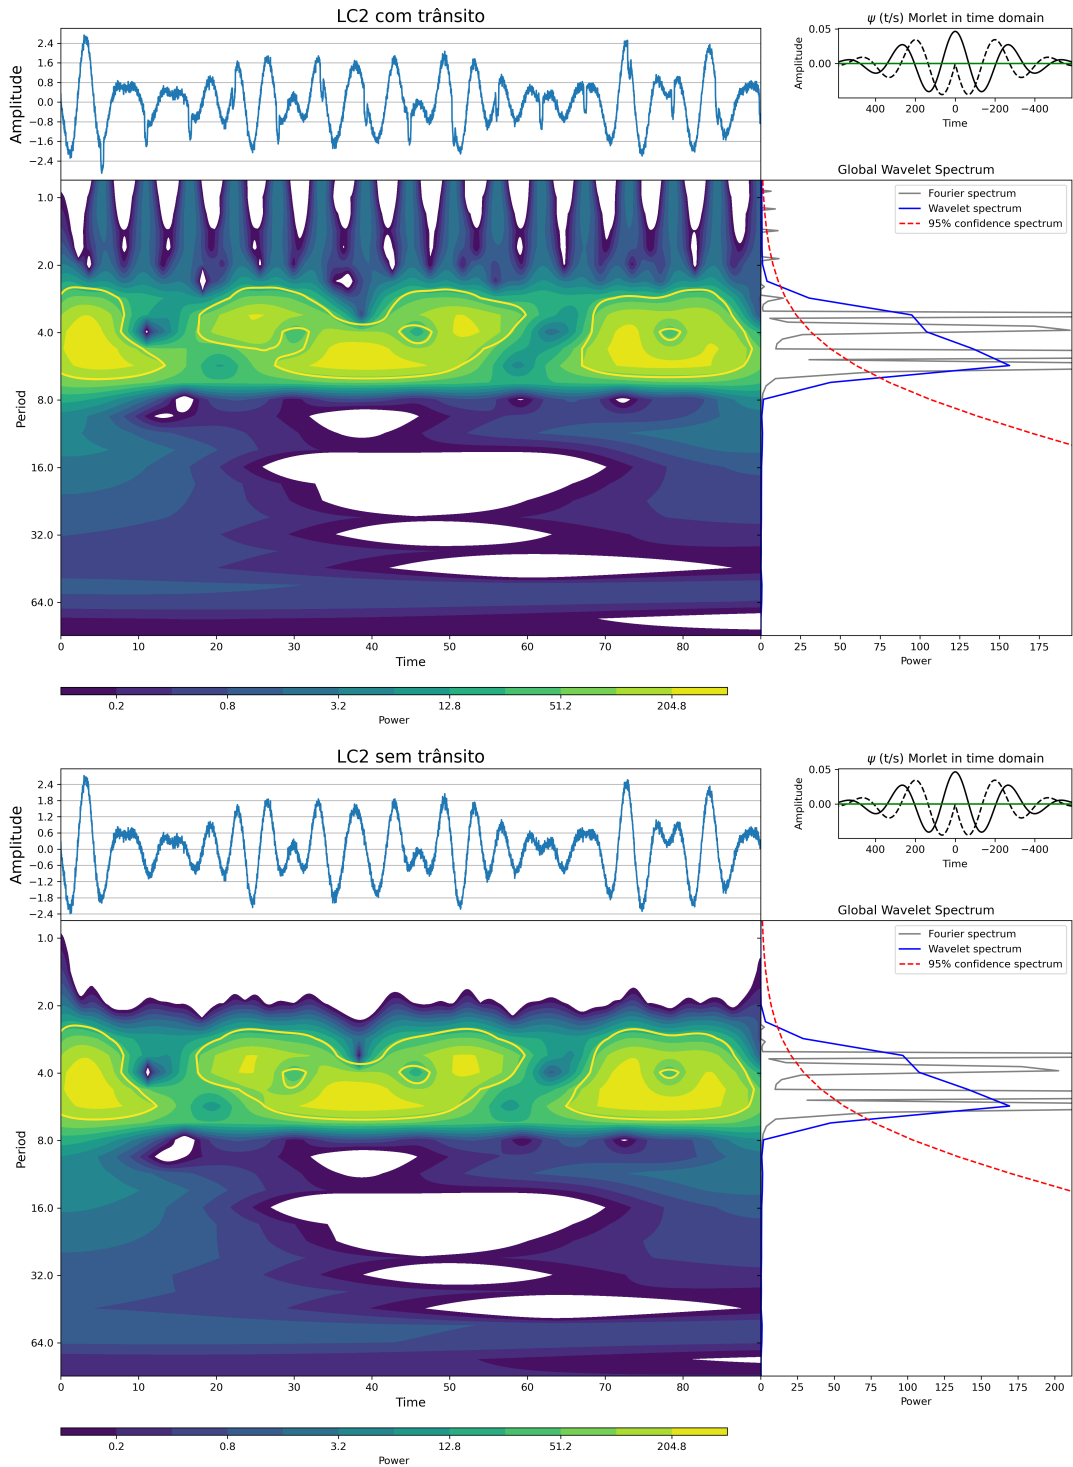 LC2 com trânsito
Amplitude
2.4
1.6
0.8
0.0
−0.8
−1.6
−2.4
ψ (t/s) Morlet in time domain
Amplitude
0.05
0.00
400 200 0 −200 −400
Time
Period
1.0
2.0
4.0
8.0
16.0
32.0
64.0
0 10 20 30 40 50 60 70 80
Time
Global Wavelet Spectrum
Fourier spectrum
Wavelet spectrum
95% confidence spectrum
0 25 50 75 100 125 150 175
Power
0.2 0.8 3.2 12.8 51.2 204.8
Power
LC2 sem trânsito
Amplitude
2.4
1.8
1.2
0.6
0.0
−0.6
−1.2
−1.8
−2.4
ψ (t/s) Morlet in time domain
Amplitude
0.05
0.00
400 200 0 −200 −400
Time
Period
1.0
2.0
4.0
8.0
16.0
32.0
64.0
0 10 20 30 40 50 60 70 80
Time
Global Wavelet Spectrum
Fourier spectrum
Wavelet spectrum
95% confidence spectrum
0 25 50 75 100 125 150 175 200
Power
0.2 0.8 3.2 12.8 51.2 204.8
Power